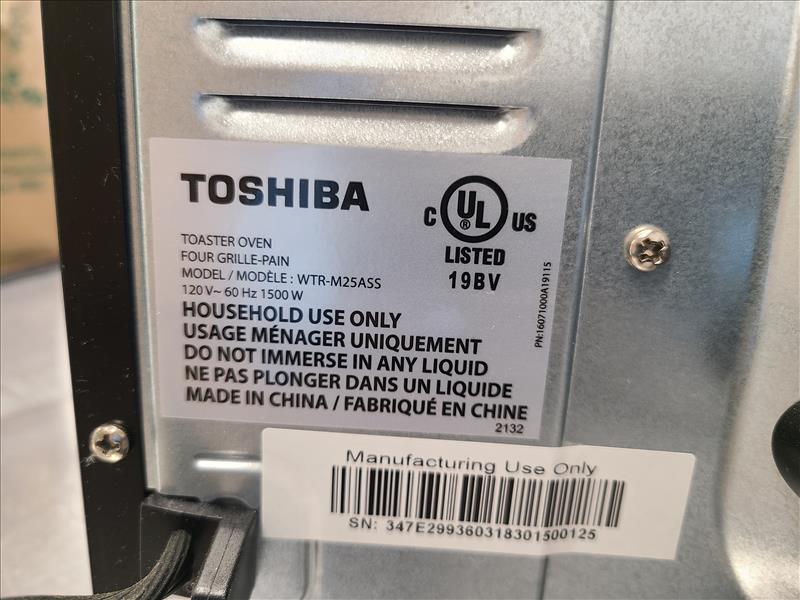 TOSHIBA
C UL ® US
LISTED
19BV
TOASTER OVEN
FOUR GRILLE-PAIN
MODEL / MODÈLE : WTR-M25ASS
120 V~ 60 Hz 1500 W
HOUSEHOLD USE ONLY
USAGE MÉNAGER UNIQUEMENT
DO NOT IMMERSE IN ANY LIQUID
NE PAS PLONGER DANS UN LIQUIDE
MADE IN CHINA / FABRIQUÉ EN CHINE
2132
PN:16071000A19115
Manufacturing Use Only
SN: 347E299360318301500125